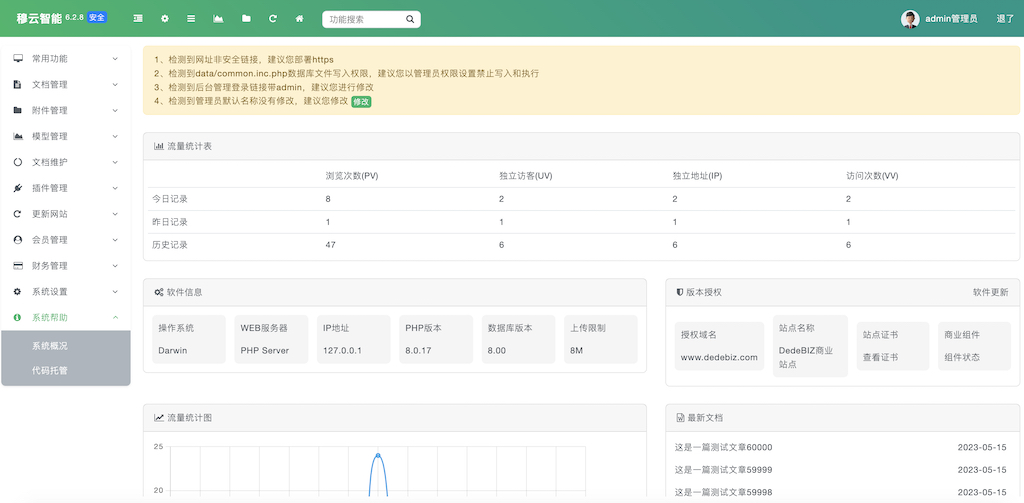 穆云智能 6.2.8 安全 功能搜索 admin管理员 退了
常用功能
文档管理
附件管理
模型管理
文档维护
插件管理
更新网站
会员管理
财务管理
系统设置
系统帮助
系统概况
代码托管
1、检测到网址非安全链接，建议您部署https
2、检测到data/common.inc.php数据库文件写入权限，建议您以管理员权限设置禁止写入和执行
3、检测到后台管理登录链接带admin，建议您进行修改
4、检测到管理员默认名称没有修改，建议您修改 修改
流量统计表
浏览次数(PV) 独立访客(UV) 独立地址(IP) 访问次数(VV)
今日记录 8 2 2 2
昨日记录 1 1 1 1
历史记录 47 6 6 6
软件信息
操作系统 WEB服务器 IP地址 PHP版本 数据库版本 上传限制
Darwin PHP Server 127.0.0.1 8.0.17 8.00 8M
版本授权 软件更新
授权域名 站点名称 站点证书 商业组件
www.dedebiz.com DedeBIZ商业 查看证书 组件状态
站点
流量统计图
25
20
最新文档
这是一篇测试文章60000 2023-05-15
这是一篇测试文章59999 2023-05-15
这是一篇测试文章59998 2023-05-15